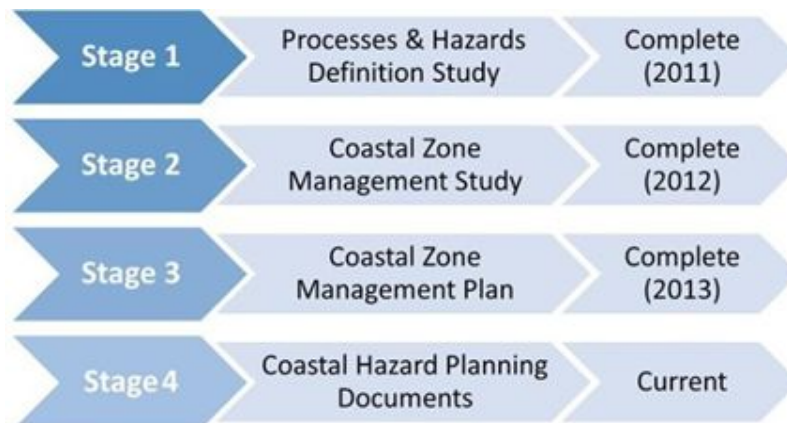 Stage 1
Processes & Hazards
Definition Study
Complete
(2011)
Stage 2
Coastal Zone
Management Study
Complete
(2012)
Stage 3
Coastal Zone
Management Plan
Complete
(2013)
Stage 4
Coastal Hazard Planning
Documents
Current